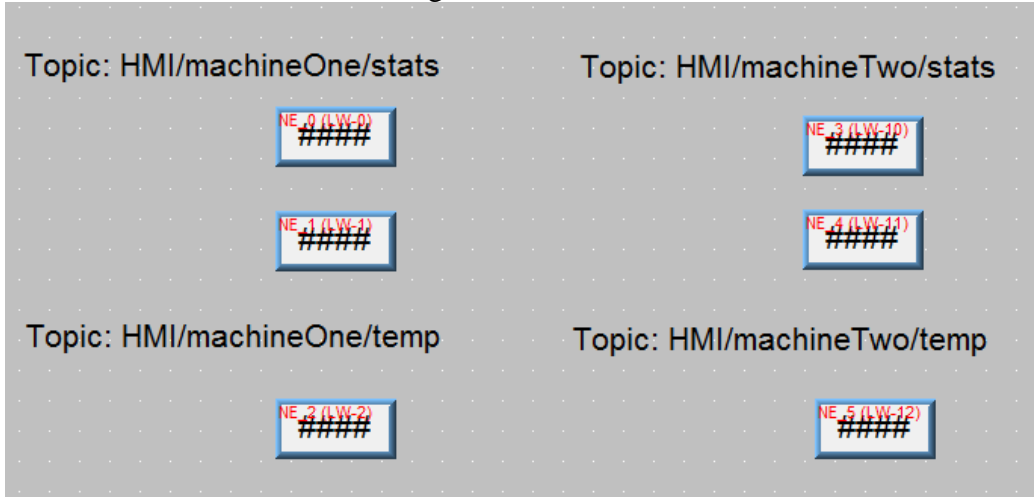 Topic: HMI/machineOne/stats
Topic: HMI/machineTwo/stats
NE_0 (LW-0)
####
NE_3 (LW-10)
####
NE_1 (LW-1)
####
NE_4 (LW-11)
####
Topic: HMI/machineOne/temp
Topic: HMI/machineTwo/temp
NE_2 (LW-2)
####
NE_5 (LW-12)
####